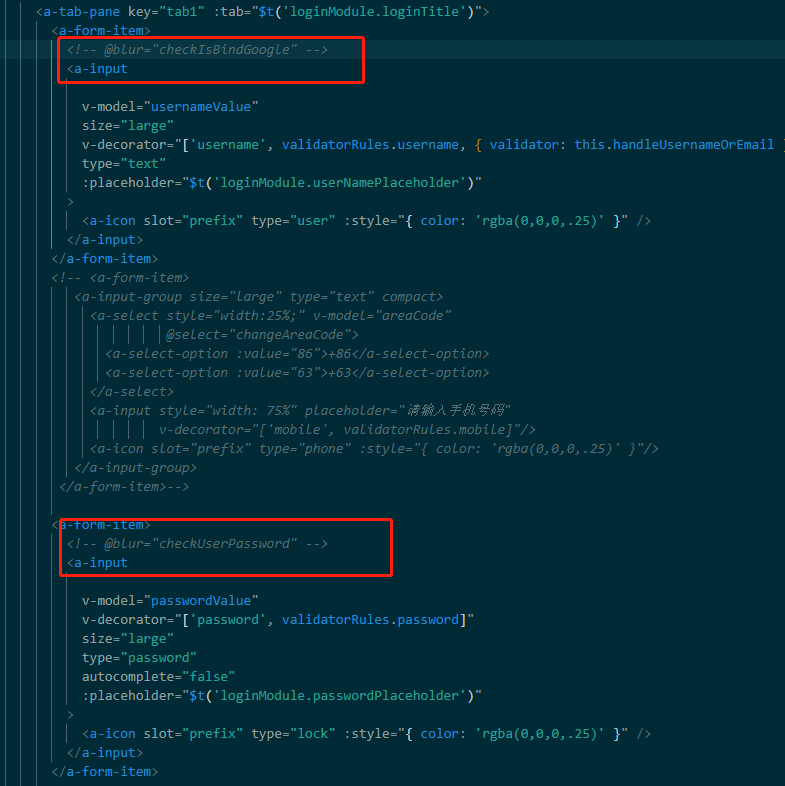 <a-tab-pane key="tab1" :tab="$t('loginModule.loginTitle')">
<a-form-item>
<!-- @blur="checkIsBindGoogle" -->
<a-input
v-model="usernameValue"
size="large"
v-decorator="['username', validatorRules.username, { validator: this.handleUsernameOrEmail }
type="text"
:placeholder="$t('loginModule.userNamePlaceholder')"
>
<a-icon slot="prefix" type="user" :style="{ color: 'rgba(0,0,0,.25)' }" />
</a-input>
</a-form-item>
<!-- <a-form-item>
<a-input-group size="large" type="text" compact>
<a-select style="width:25%;" v-model="areaCode"
@select="changeAreaCode">
<a-select-option :value="86">+86</a-select-option>
<a-select-option :value="63">+63</a-select-option>
</a-select>
<a-input style="width: 75%" placeholder="请输入手机号码"
v-decorator="['mobile', validatorRules.mobile]"/>
<a-icon slot="prefix" type="phone" :style="{ color: 'rgba(0,0,0,.25)' }"/>
</a-input-group>
</a-form-item>-->
<a-form-item>
<!-- @blur="checkUserPassword" -->
<a-input
v-model="passwordValue"
v-decorator="['password', validatorRules.password]"
size="large"
type="password"
autocomplete="false"
:placeholder="$t('loginModule.passwordPlaceholder')"
>
<a-icon slot="prefix" type="lock" :style="{ color: 'rgba(0,0,0,.25)' }" />
</a-input>
</a-form-item>